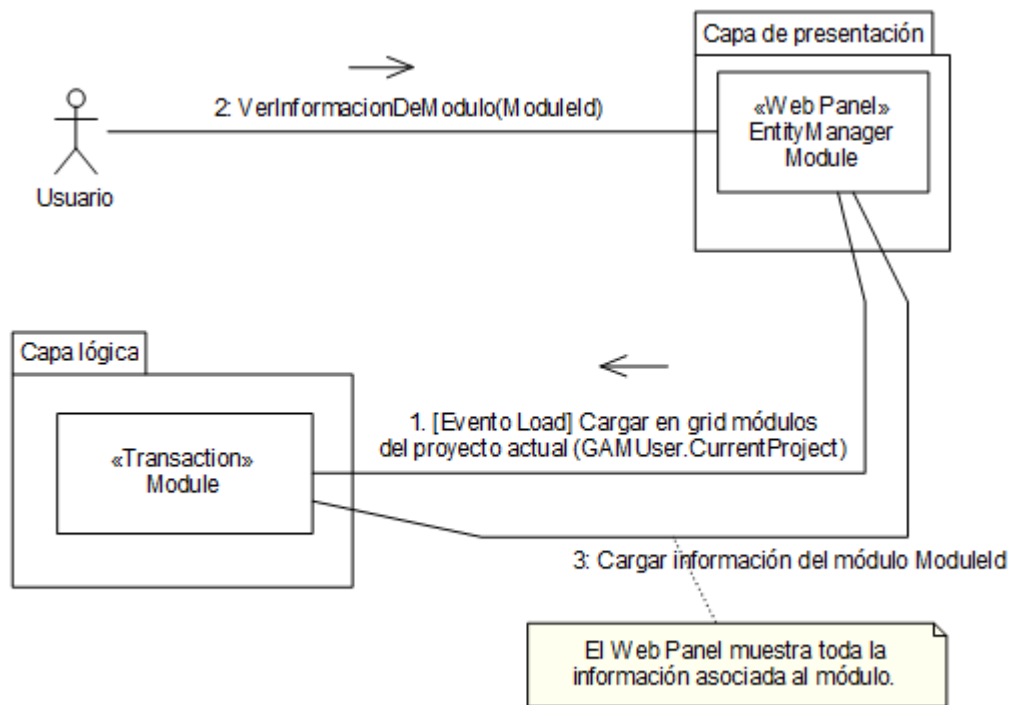 Capa de presentación
«Web Panel»
EntityManager
Module
2: VerInformacionDeModulo(ModuleId)
Usuario
Capa lógica
«Transaction»
Module
1. [Evento Load] Cargar en grid módulos
del proyecto actual (GAMUser.CurrentProject)
3: Cargar información del módulo ModuleId
El Web Panel muestra toda la
información asociada al módulo.